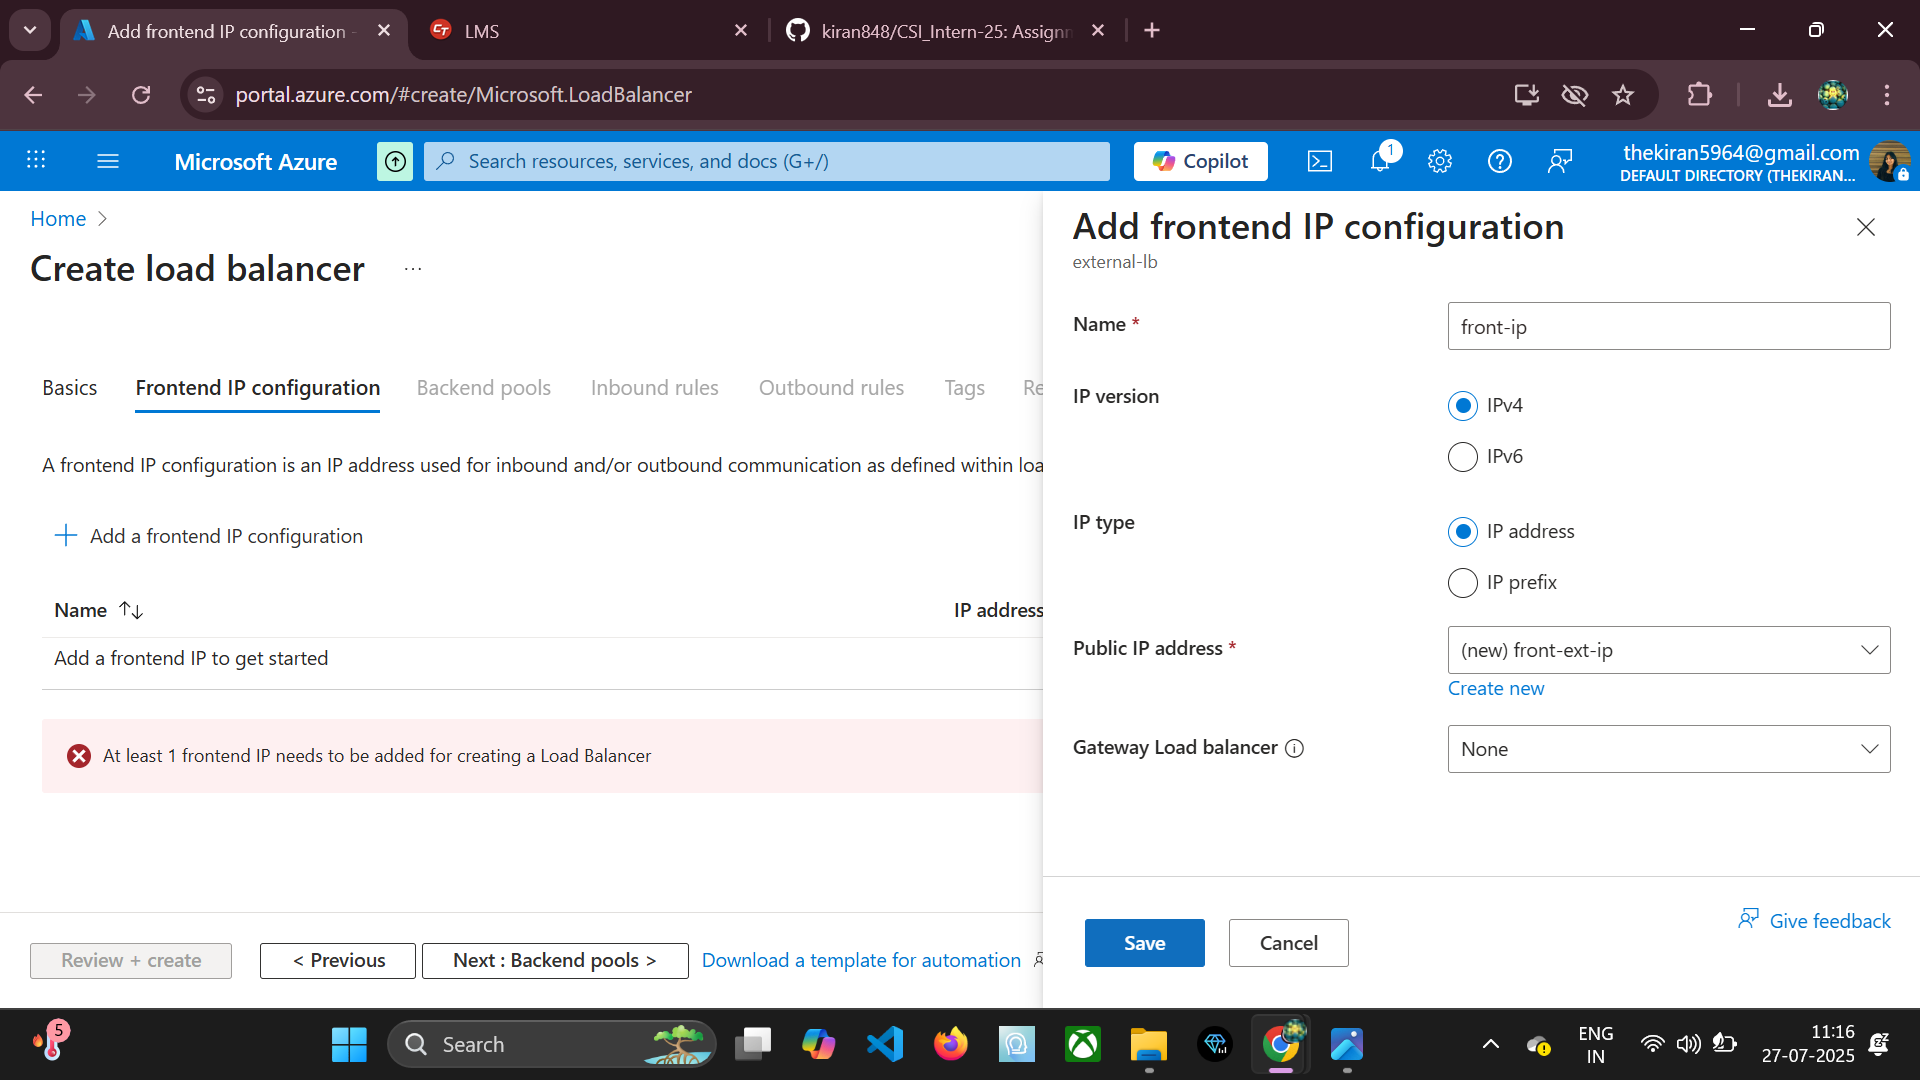 Add frontend IP configuration -
LMS
kiran848/CSI_Intern-25: Assignm
portal.azure.com/#create/Microsoft.LoadBalancer
Microsoft Azure
Search resources, services, and docs (G+/)
Copilot
1
thekiran5964@gmail.com
DEFAULT DIRECTORY (THEKIRAN...
Home
Create load balancer
...
Basics
Frontend IP configuration
Backend pools
Inbound rules
Outbound rules
Tags
Re
A frontend IP configuration is an IP address used for inbound and/or outbound communication as defined within loa
Add a frontend IP configuration
Name
IP address
Add a frontend IP to get started
At least 1 frontend IP needs to be added for creating a Load Balancer
Review + create
< Previous
Next : Backend pools >
Download a template for automation
Add frontend IP configuration
external-lb
Name *
front-ip
IP version
IPv4
IPv6
IP type
IP address
IP prefix
Public IP address *
(new) front-ext-ip
Create new
Gateway Load balancer
None
Save
Cancel
Give feedback
5
Search
ENG
IN
11:16
27-07-2025